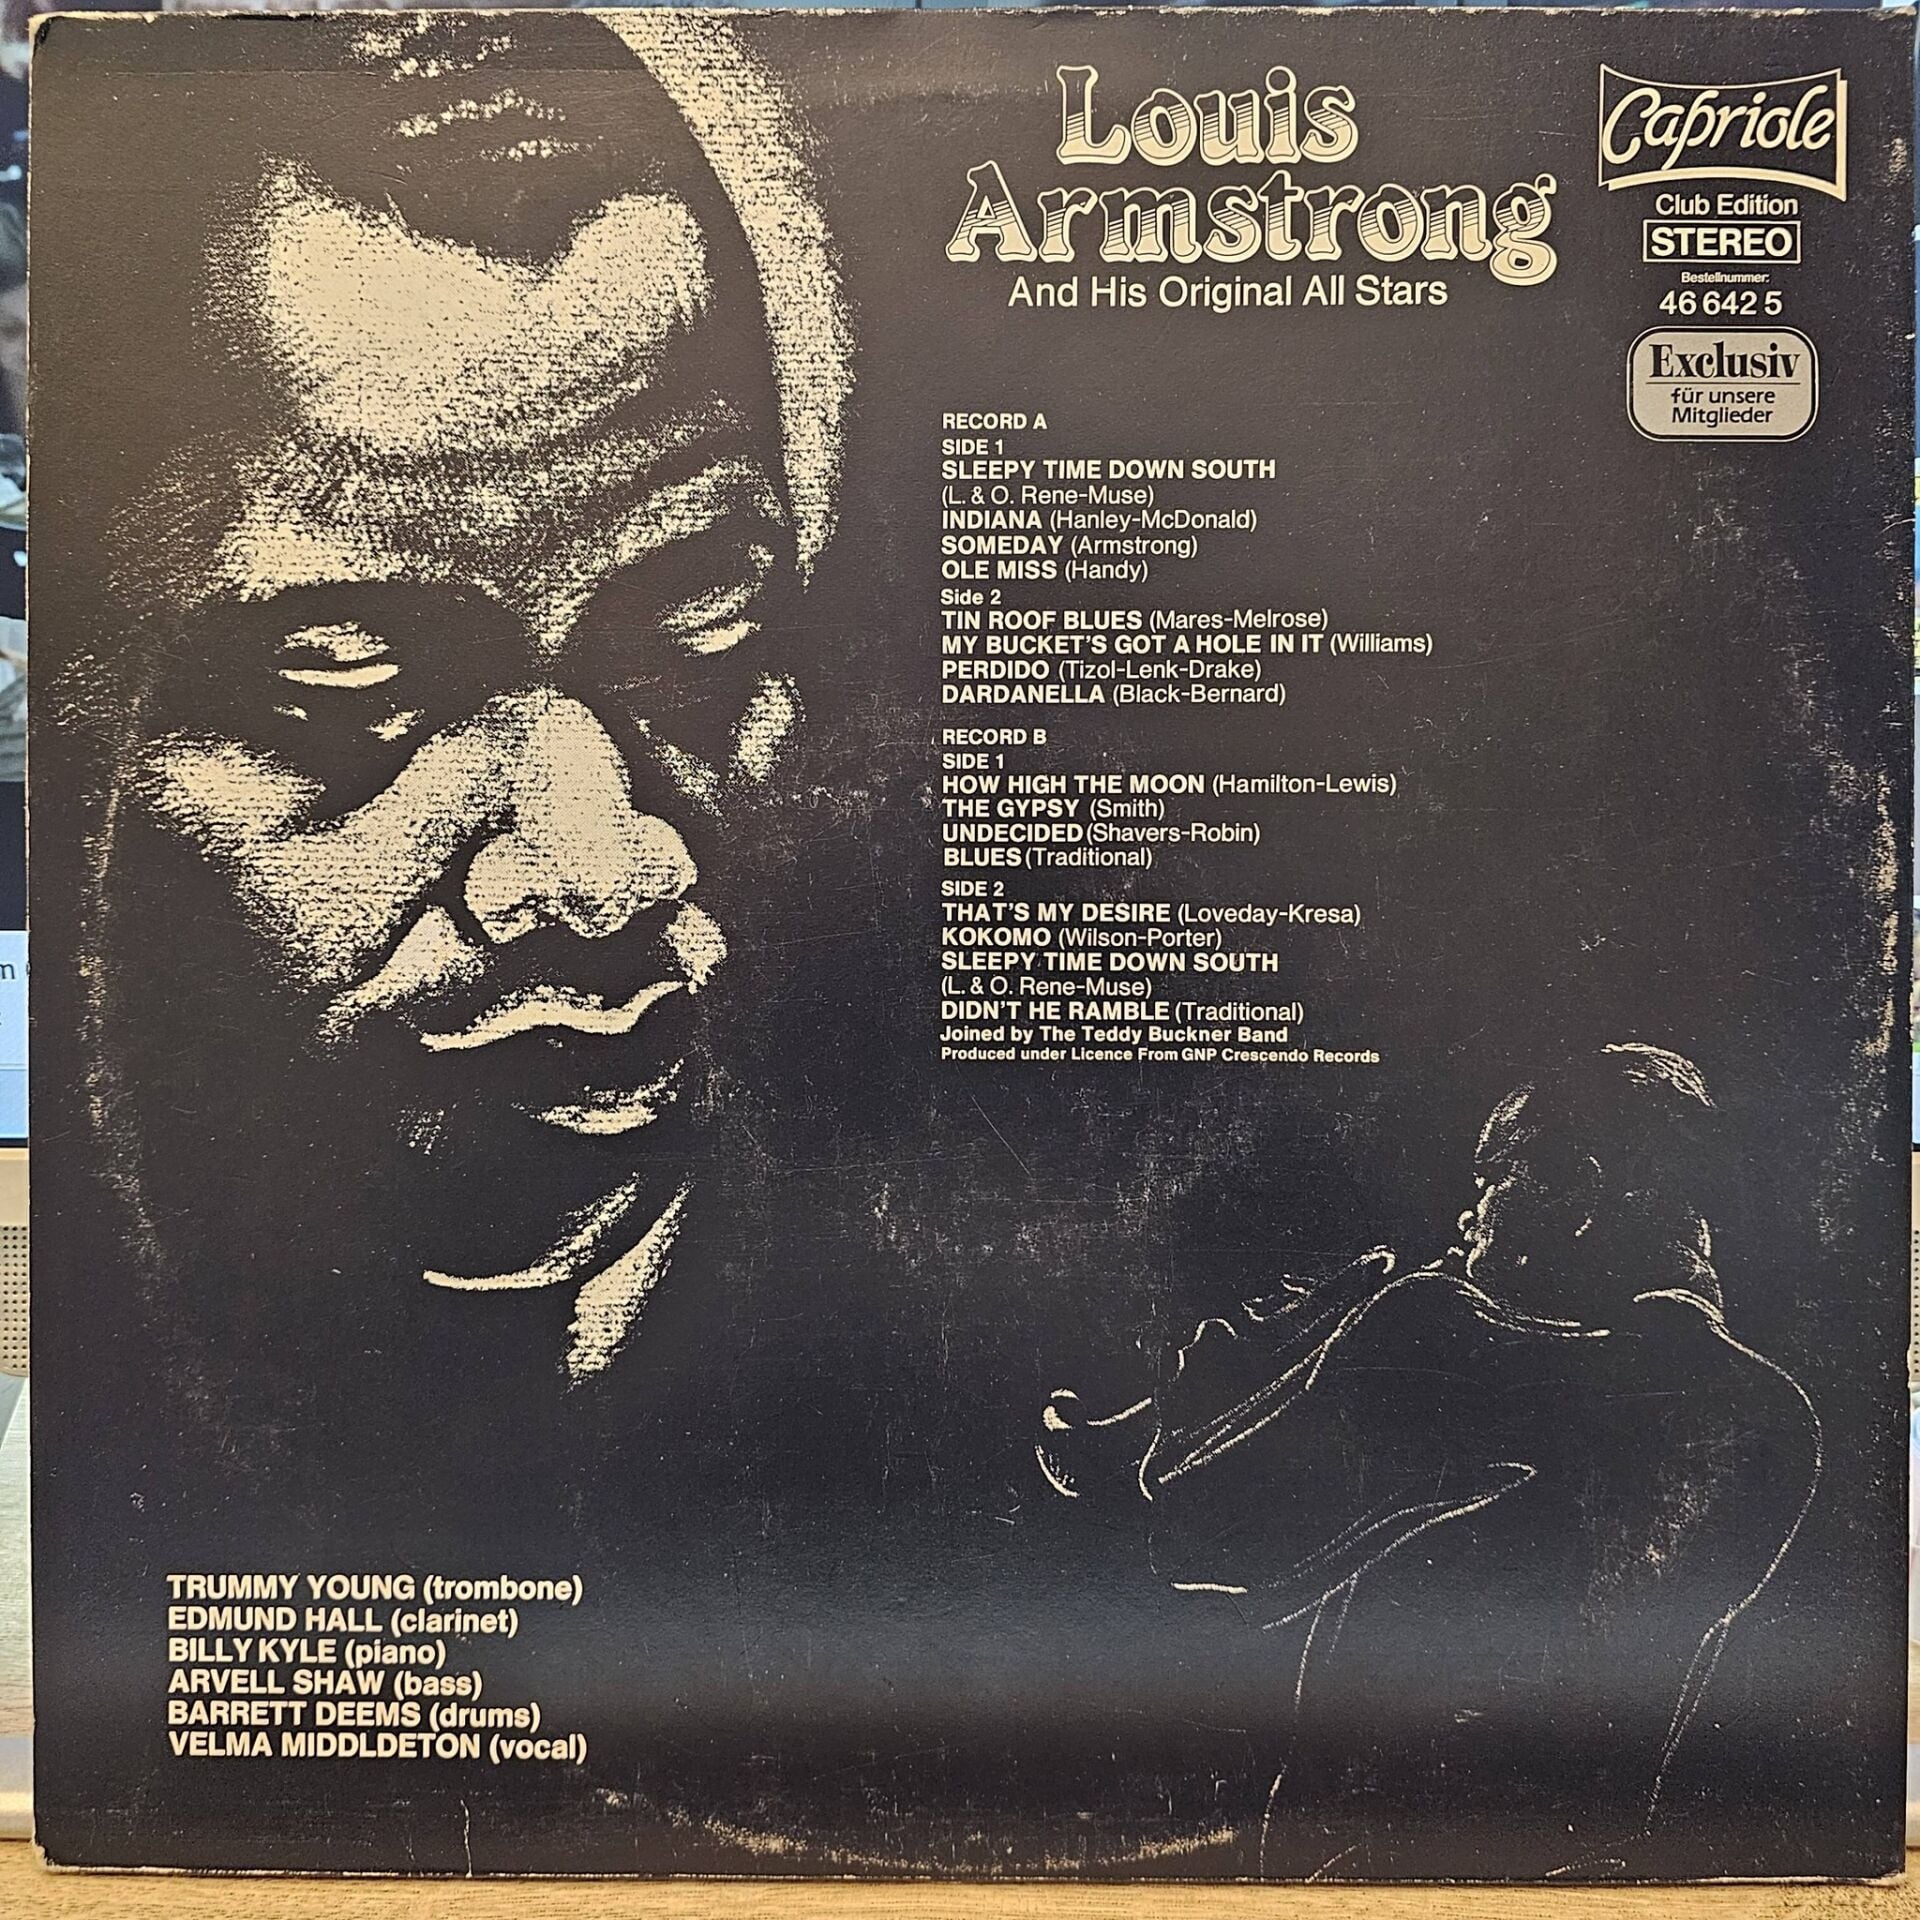 Louis
Armstrong
And His Original All Stars
Capriole
Club Edition
STEREO
Bestellnummer:
46 642 5
Exclusiv
für unsere
Mitglieder
RECORD A
SIDE 1
SLEEPY TIME DOWN SOUTH
(L. & O. Rene-Muse)
INDIANA (Hanley-McDonald)
SOMEDAY (Armstrong)
OLE MISS (Handy)
Side 2
TIN ROOF BLUES (Mares-Melrose)
MY BUCKET'S GOT A HOLE IN IT (Williams)
PERDIDO (Tizol-Lenk-Drake)
DARDANELLA (Black-Bernard)
RECORD B
SIDE 1
HOW HIGH THE MOON (Hamilton-Lewis)
THE GYPSY (Smith)
UNDECIDED (Shavers-Robin)
BLUES (Traditional)
SIDE 2
THAT'S MY DESIRE (Loveday-Kresa)
KOKOMO (Wilson-Porter)
SLEEPY TIME DOWN SOUTH
(L. & O. Rene-Muse)
DIDN'T HE RAMBLE (Traditional)
Joined by The Teddy Buckner Band
Produced under Licence From GNP Crescendo Records
TRUMMY YOUNG (trombone)
EDMUND HALL (clarinet)
BILLY KYLE (piano)
ARVELL SHAW (bass)
BARRETT DEEMS (drums)
VELMA MIDDLDETON (vocal)